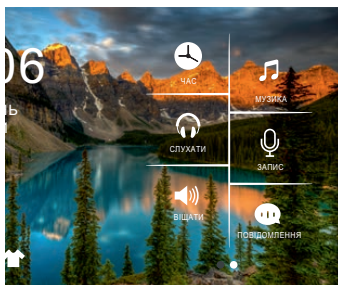 06
ЧАС
МУЗИКА
СЛУХАТИ
ЗАПИС
ВІЩАТИ
ПОВІДОМЛЕННЯ